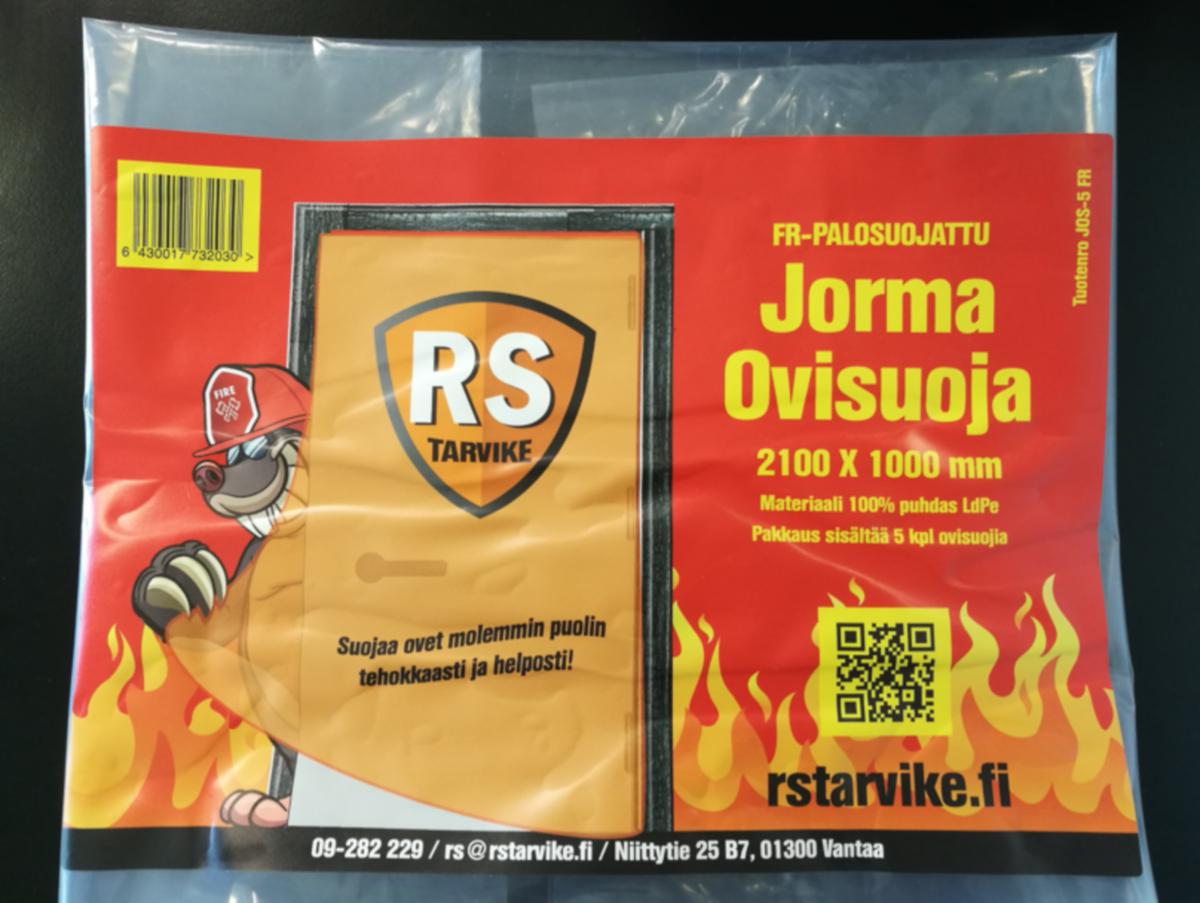 6 430017 732030 >
FIRE
RS
TARVIKE
Suojaa ovet molemmin puolin
tehokkaasti ja helposti!
FR-PALOSUOJATTU
Jorma
Ovisuoja
2100 X 1000 mm
Materiaali 100% puhdas LdPe
Pakkaus sisältää 5 kpl ovisuojia
Tuotenro JOS-5 FR
rstarvike.fi
09-282 229 / rs@rstarvike.fi / Niittytie 25 B7, 01300 Vantaa